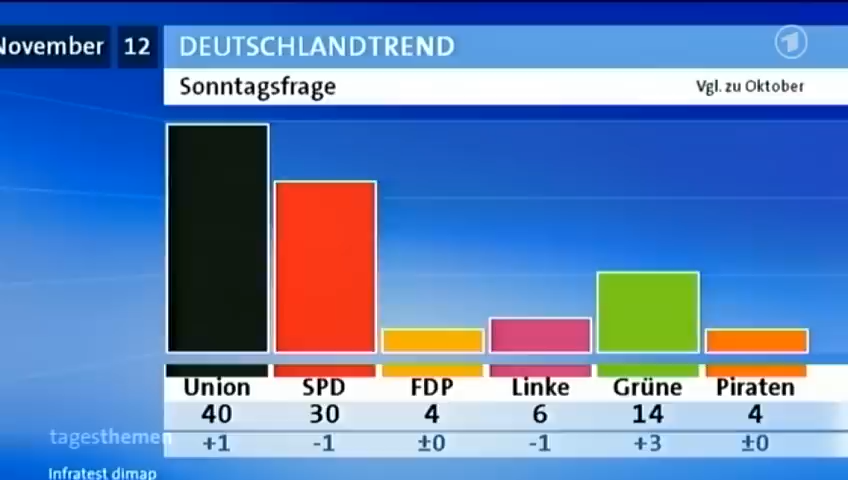 November 12 DEUTSCHLANDTREND
Sonntagsfrage Vgl. zu Oktober
Union SPD FDP Linke Grüne Piraten
40 30 4 6 14 4
+1 -1 ±0 -1 +3 ±0
tagesthemen
Infratest dimap